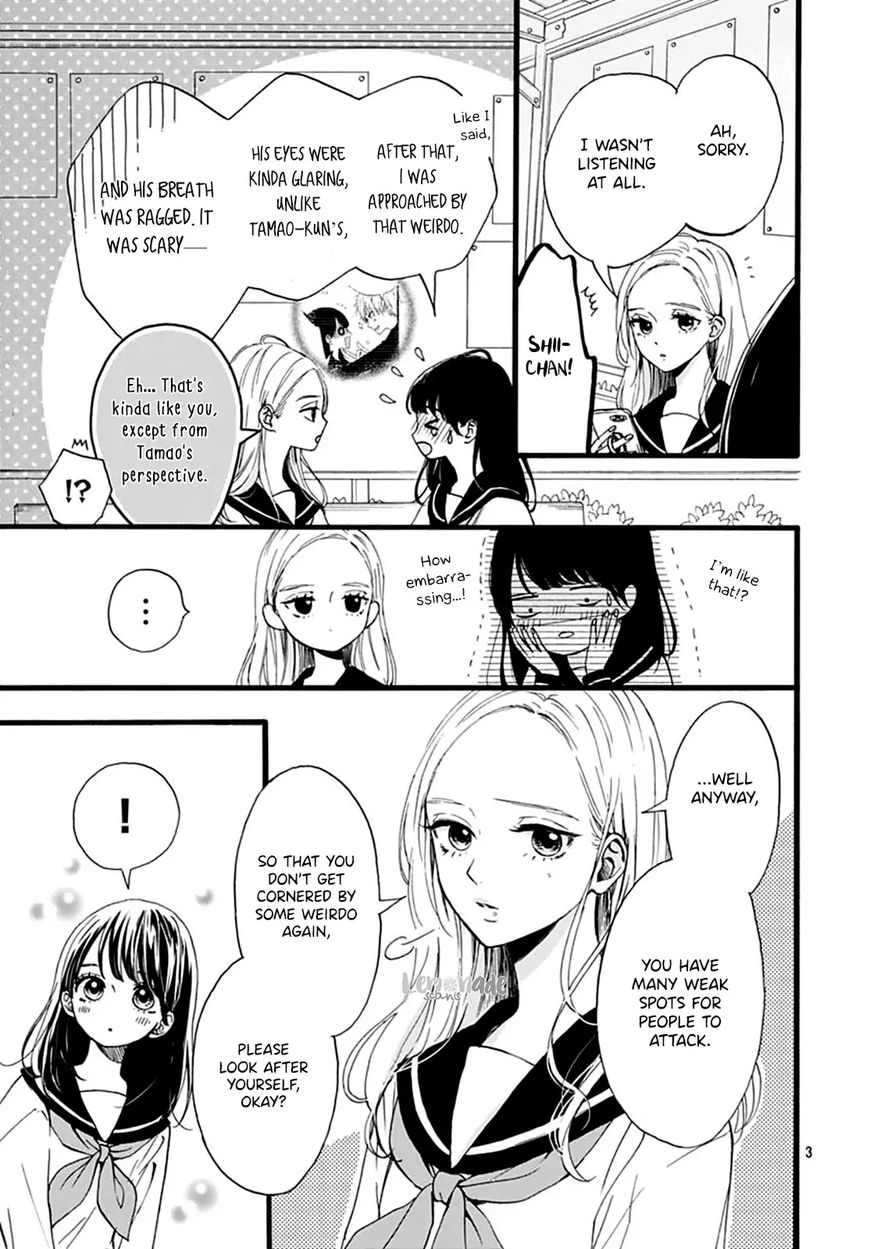 AH,
SORRY.
I WASN'T
LISTENING
AT ALL.
SHII-
CHAN!
Like I
said,
AFTER THAT,
I WAS
APPROACHED BY
THAT WEIRDO.
HIS EYES WERE
KINDA GLARING,
UNLIKE
TAMAO-KUN'S,
AND HIS BREATH
WAS RAGGED. IT
WAS SCARY——
Eh... That's
kinda like you,
except from
Tamao's
perspective.
!?
I'm like
that!?
How
embarra-
ssing...!
...
...WELL
ANYWAY,
YOU HAVE
MANY WEAK
SPOTS FOR
PEOPLE TO
ATTACK.
SO THAT YOU
DON'T GET
CORNERED BY
SOME WEIRDO
AGAIN,
PLEASE
LOOK AFTER
YOURSELF,
OKAY?
!
Lemonade
scans
3